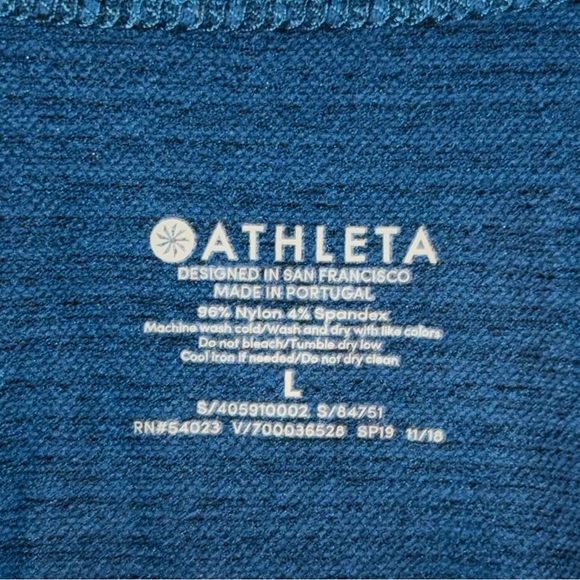 ATHLETA
DESIGNED IN SAN FRANCISCO
MADE IN PORTUGAL
96% Nylon 4% Spandex
Machine wash cold/Wash and dry with like colors
Do not bleach/Tumble dry low
Cool iron if needed/Do not dry clean
L
S/405910002 S/84751
RN#54023 V/700036528 SP19 11/18